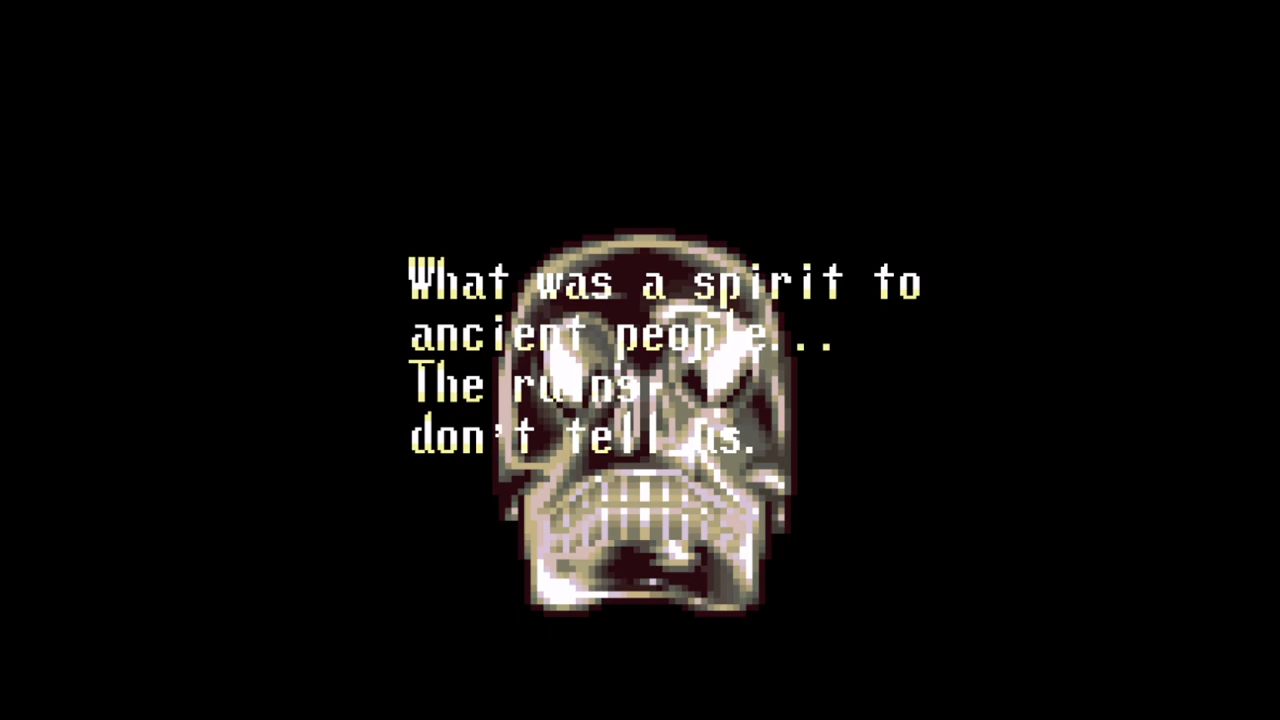 What was a spirit to
ancient people...
The ruins
don't tell us.